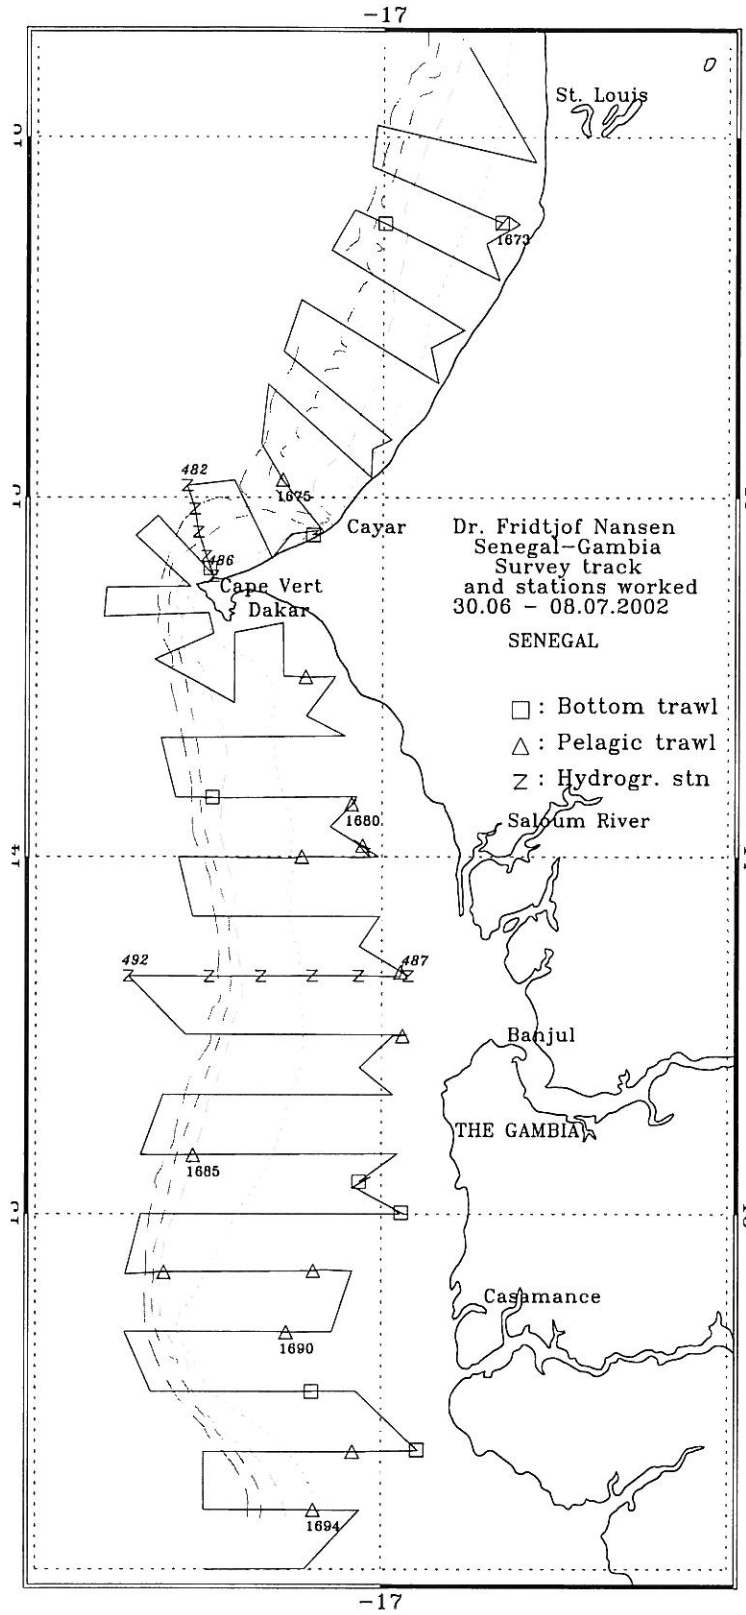 -17
St. Louis
1673
482
1675
Cayar
486
Cape Vert
Dakar
Dr. Fridtjof Nansen
Senegal-Gambia
Survey track
and stations worked
30.06 - 08.07.2002
SENEGAL
: Bottom trawl
: Pelagic trawl
: Hydrogr. stn
1680
Saloum River
14
492
487
Banjul
THE GAMBIA
1685
Casamance
1690
1694
-17